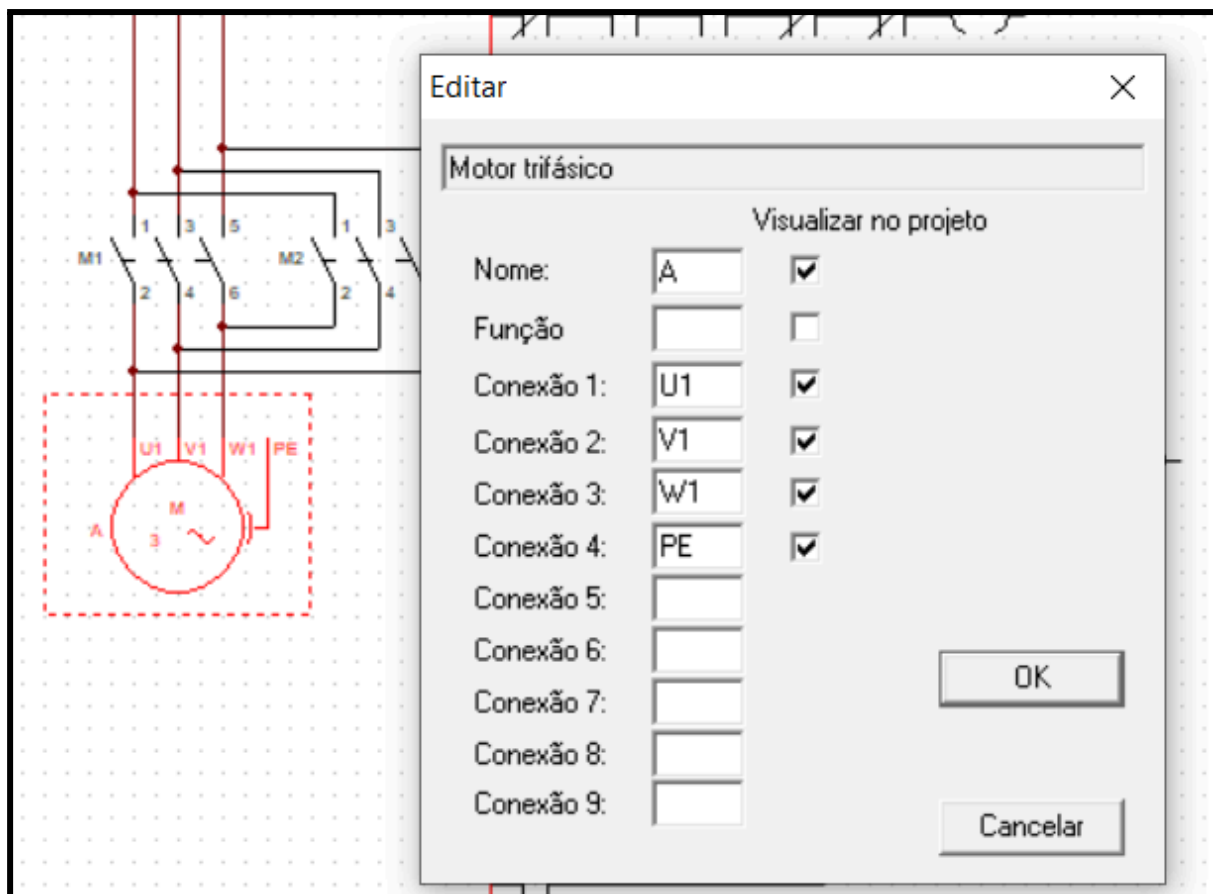 Editar
Motor trifásico
Visualizar no projeto
Nome: A
Função
Conexão 1: U1
Conexão 2: V1
Conexão 3: W1
Conexão 4: PE
Conexão 5:
Conexão 6:
Conexão 7:
Conexão 8:
Conexão 9:
OK
Cancelar
1 3 5 1 3
M1 M2
2 4 6 2 4
U1 V1 W1 PE
M
A 3